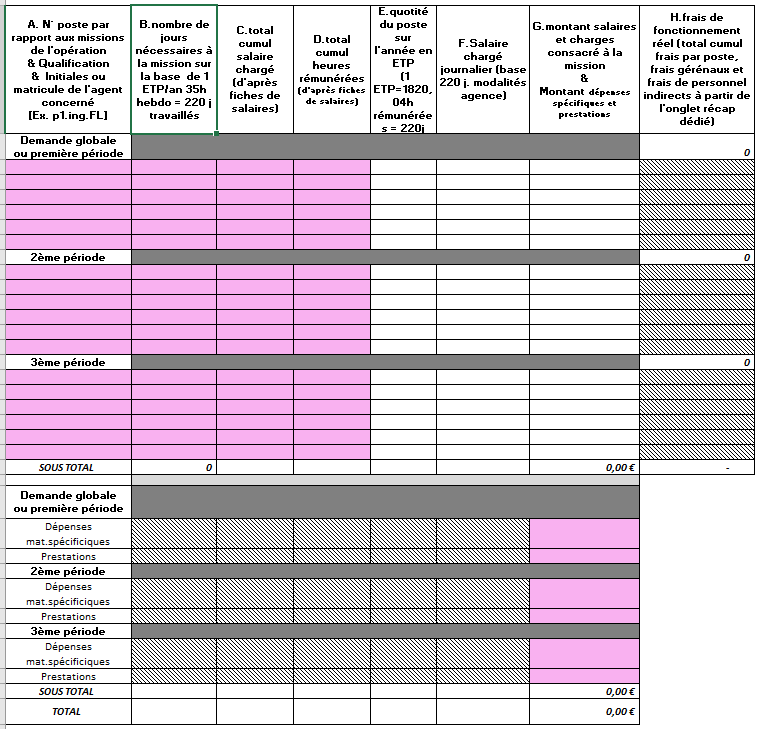 A. N° poste par
rapport aux missions
de l'opération
& Qualification
& Initiales ou
matricule de l'agent
concerné
[Ex. p1.ing.FL]
B.nombre de
jours
nécessaires à
la mission sur
la base de 1
ETP/an 35h
hebdo = 220 j
travaillés
C.total
cumul
salaire
chargé
(d'après
fiches de
salaires)
D.total
cumul
heures
rémunérées
(d'après fiches
de salaires)
E.quotité
du poste
sur
l'année en
ETP
(1
ETP=1820,
04h
rémunérée
s = 220j
F.Salaire
chargé
journalier (base
220 j. modalités
agence)
G.montant salaires
et charges
consacré à la
mission
&
Montant dépenses
spécifiques et
prestations
H.frais de
fonctionnement
réel (total cumul
frais par poste,
frais gérénaux et
frais de personnel
indirects à partir de
l'onglet récap
dédié)
Demande globale
ou première période
0
2ème période
0
3ème période
0
SOUS TOTAL
0
0,00 €
-
Demande globale
ou première période
Dépenses
mat.spécificiques
Prestations
2ème période
Dépenses
mat.spécificiques
Prestations
3ème période
Dépenses
mat.spécificiques
Prestations
SOUS TOTAL
0,00 €
TOTAL
0,00 €